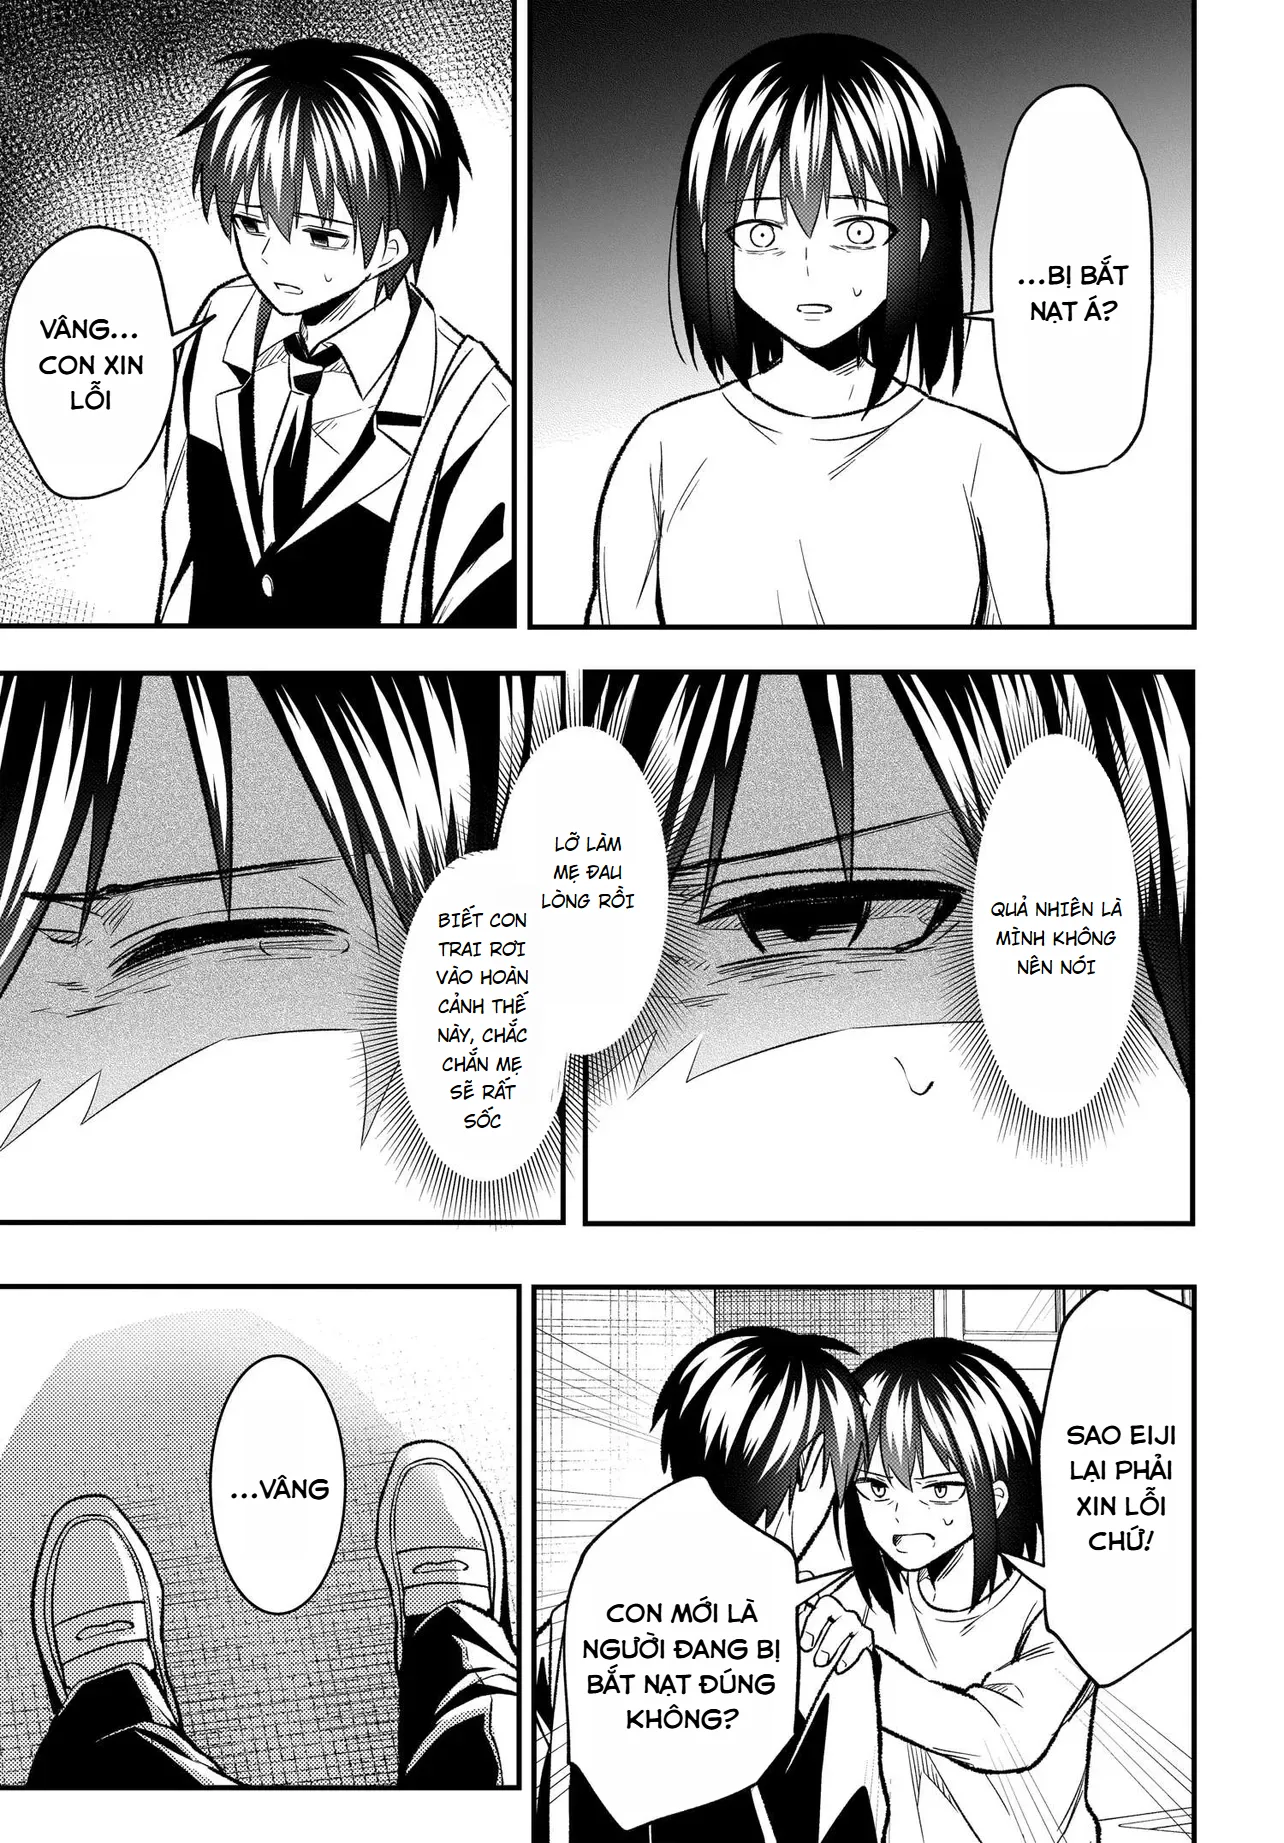 ...BỊ BẮT
NẠT Á?
VÂNG...
CON XIN
LỖI
QUẢ NHIÊN LÀ
MÌNH KHÔNG
NÊN NÓI
LỠ LÀM
MẸ ĐAU
LÒNG RỒI
BIẾT CON
TRAI RƠI
VÀO HOÀN
CẢNH THẾ
NÀY, CHẮC
CHẮN MẸ
SẼ RẤT
SỐC
SAO EIJI
LẠI PHẢI
XIN LỖI
CHỨ!
CON MỚI LÀ
NGƯỜI ĐANG BỊ
BẮT NẠT ĐÚNG
KHÔNG?
...VÂNG